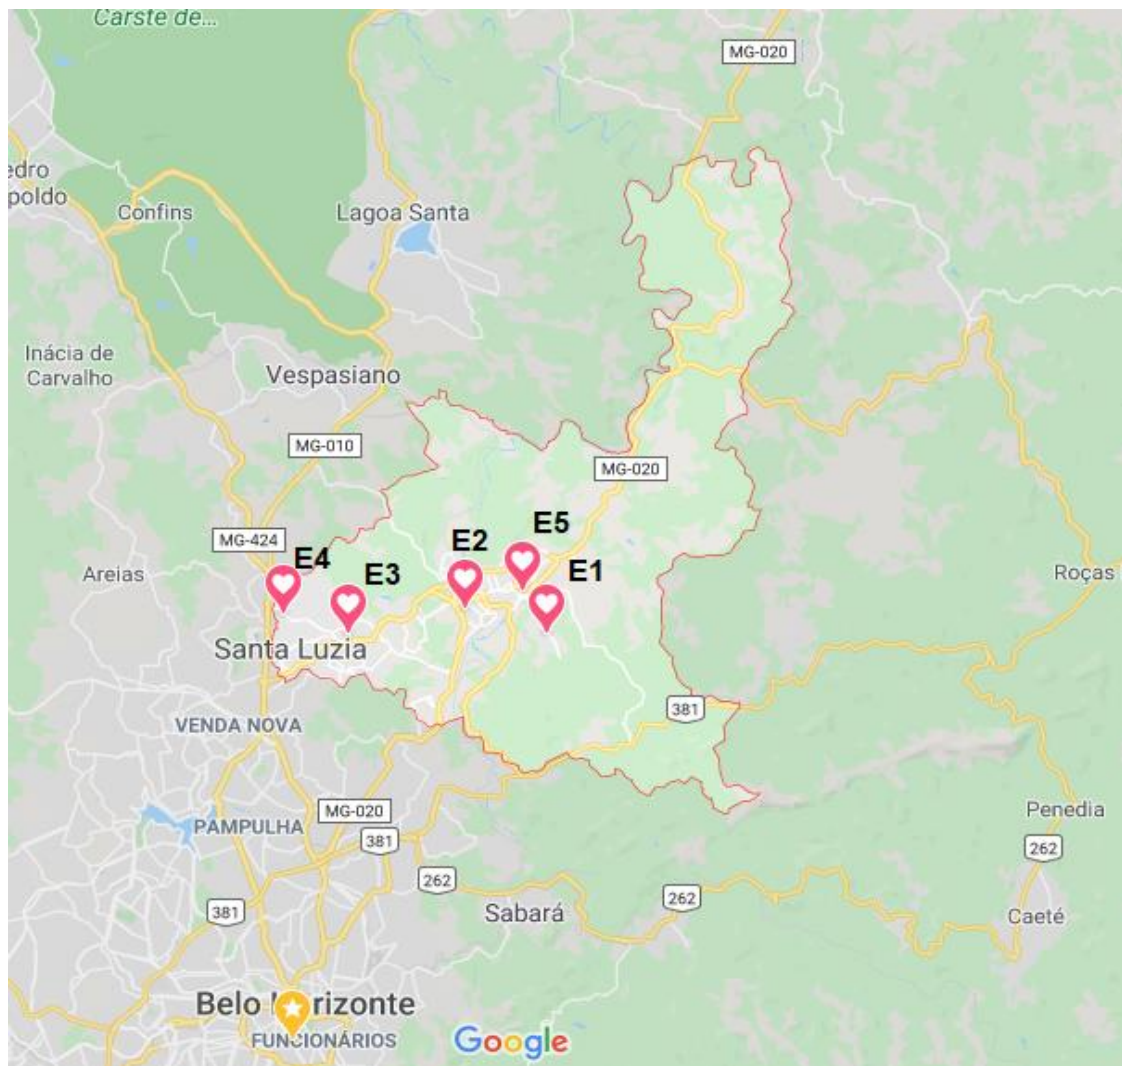 Carste de...
MG-020
edro
poldo
Confins
Lagoa Santa
Inácia de
Carvalho
Vespasiano
MG-010
MG-020
MG-424
E5
E2
E4
E3
E1
Areias
Roças
Santa Luzia
381
VENDA NOVA
MG-020
PAMPULHA
381
Penedia
262
262
262
381
Sabará
Caeté
Belo Horizonte
FUNCIONÁRIOS
Google